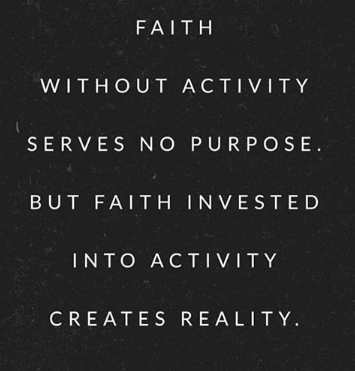 FAITH
WITHOUT ACTIVITY
SERVES NO PURPOSE.
BUT FAITH INVESTED
INTO ACTIVITY
CREATES REALITY.